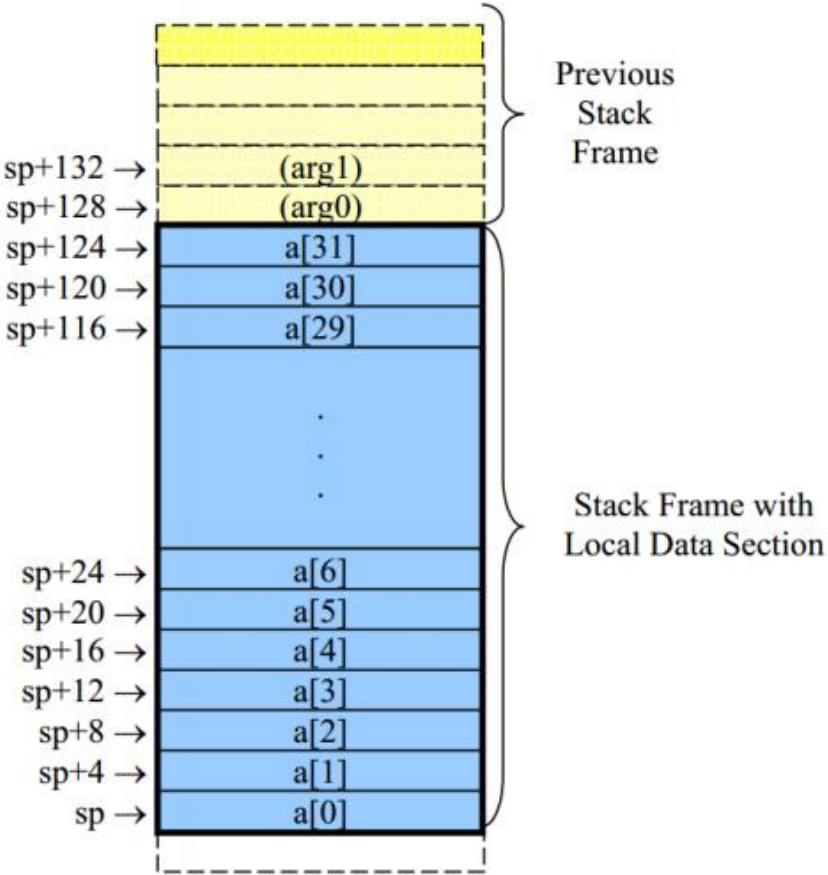 Previous
Stack
Frame
sp+132 → (arg1)
sp+128 → (arg0)
sp+124 → a[31]
sp+120 → a[30]
sp+116 → a[29]
.
.
.
Stack Frame with
Local Data Section
sp+24 → a[6]
sp+20 → a[5]
sp+16 → a[4]
sp+12 → a[3]
sp+8 → a[2]
sp+4 → a[1]
sp → a[0]